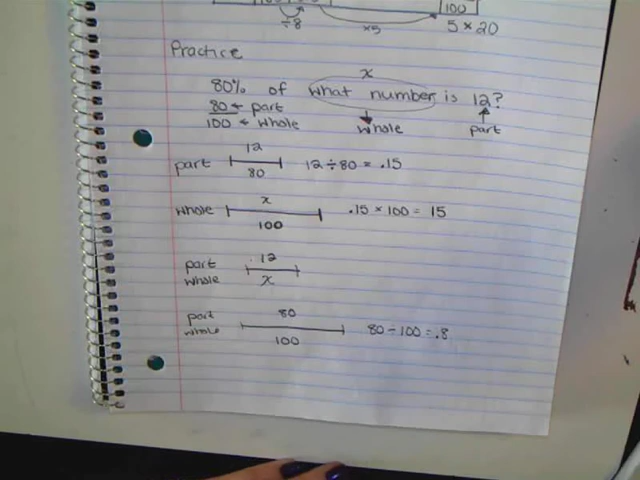 100
÷8 ×5 5 × 20
Practice
x
80% of what number is 12?
80 ← part
100 ← whole whole part
12
part 12 ÷ 80 = .15
80
x
whole .15 × 100 = 15
100
part 12
whole x
part 80
whole 80 ÷ 100 = .8
100